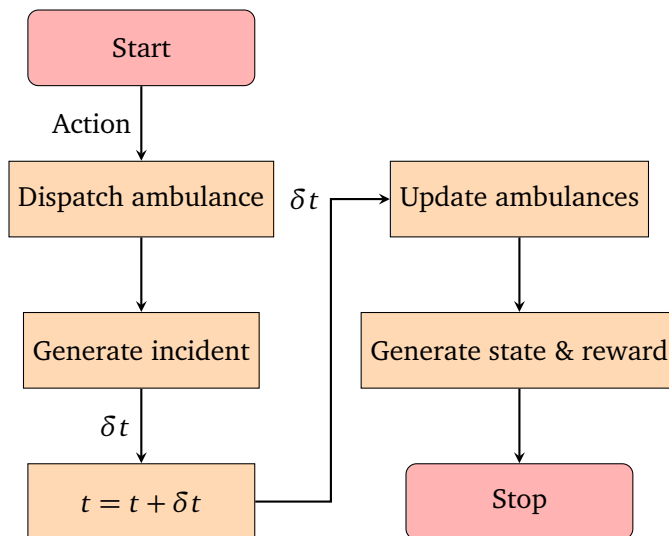 Start
Action
Dispatch ambulance
Generate incident
δt
t = t + δt
δt
Update ambulances
Generate state & reward
Stop